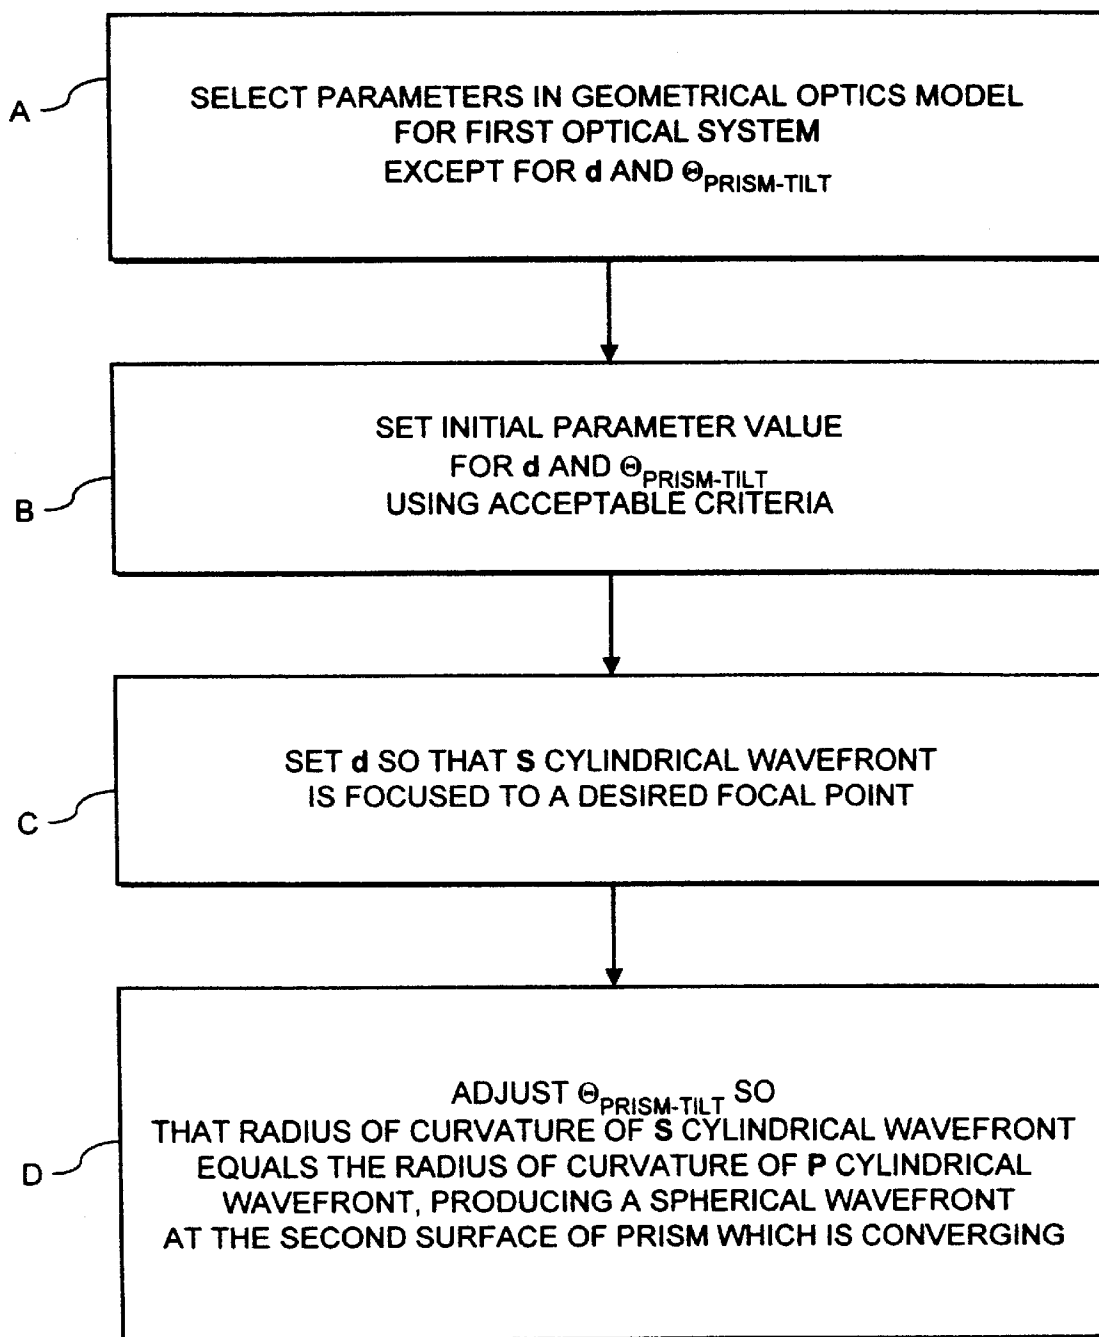 A
SELECT PARAMETERS IN GEOMETRICAL OPTICS MODEL
FOR FIRST OPTICAL SYSTEM
EXCEPT FOR d AND Θ_PRISM-TILT
B
SET INITIAL PARAMETER VALUE
FOR d AND Θ_PRISM-TILT
USING ACCEPTABLE CRITERIA
C
SET d SO THAT S CYLINDRICAL WAVEFRONT
IS FOCUSED TO A DESIRED FOCAL POINT
D
ADJUST Θ_PRISM-TILT SO
THAT RADIUS OF CURVATURE OF S CYLINDRICAL WAVEFRONT
EQUALS THE RADIUS OF CURVATURE OF P CYLINDRICAL
WAVEFRONT, PRODUCING A SPHERICAL WAVEFRONT
AT THE SECOND SURFACE OF PRISM WHICH IS CONVERGING